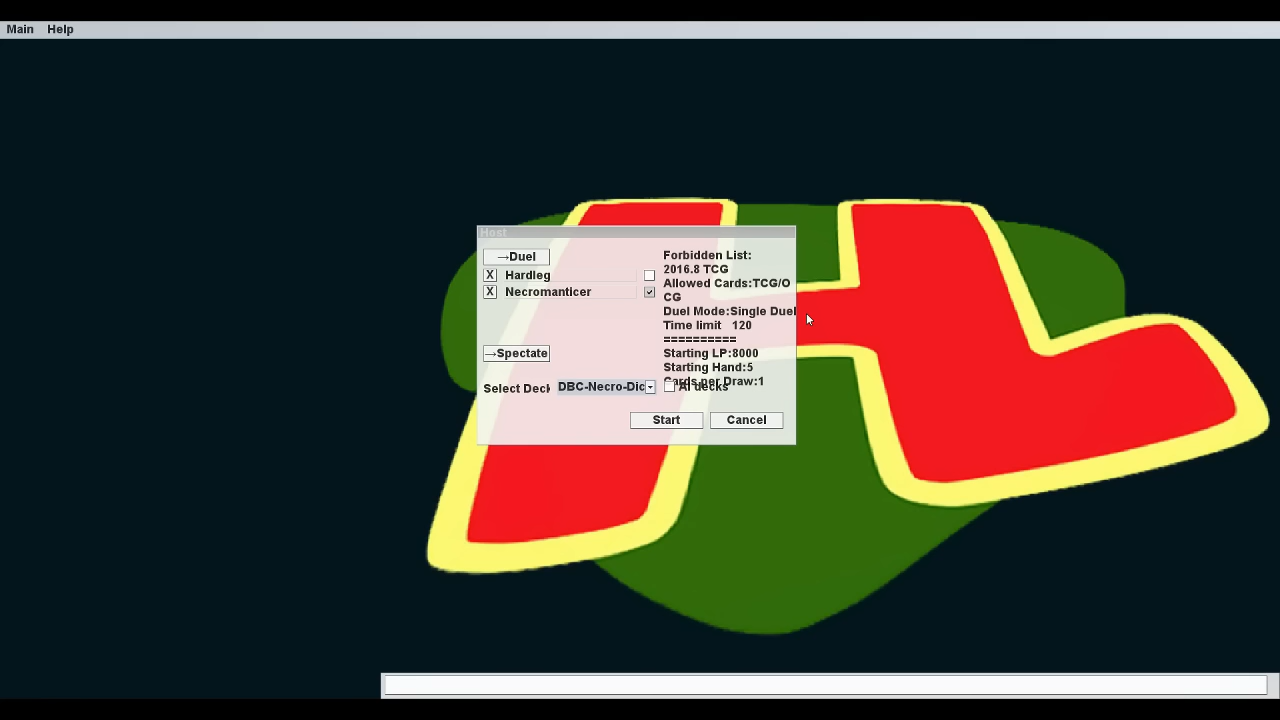 Main Help
Host
→Duel
X Hardleg
X Necromanticer
→Spectate
Select Deck DBC-Necro-Dic
Forbidden List:
2016.8 TCG
Allowed Cards:TCG/O
CG
Duel Mode:Single Duel
Time limit 120
==========
Starting LP:8000
Starting Hand:5
Cards per Draw:1
AI decks
Start Cancel